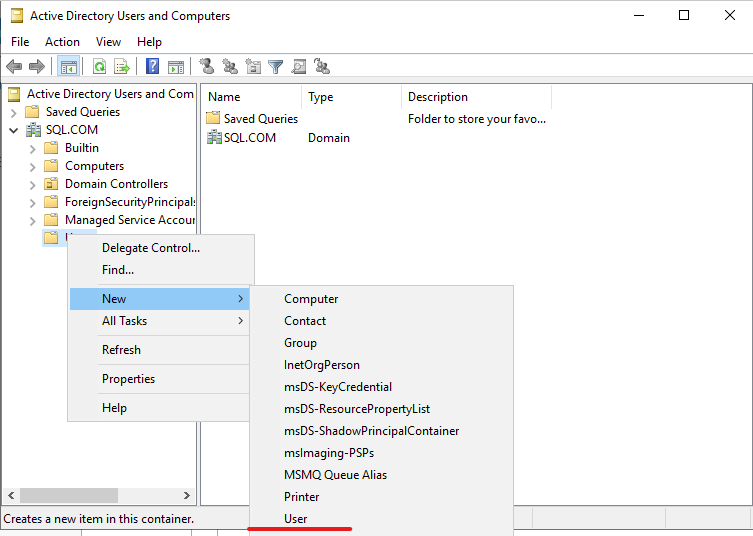 Active Directory Users and Computers
File Action View Help
Active Directory Users and Com
Saved Queries
SQL.COM
Builtin
Computers
Domain Controllers
ForeignSecurityPrincipals
Managed Service Accour
Name Type Description
Saved Queries Folder to store your favo...
SQL.COM Domain
Delegate Control...
Find...
New
All Tasks
Refresh
Properties
Help
Computer
Contact
Group
InetOrgPerson
msDS-KeyCredential
msDS-ResourcePropertyList
msDS-ShadowPrincipalContainer
msImaging-PSPs
MSMQ Queue Alias
Printer
User
Creates a new item in this container.